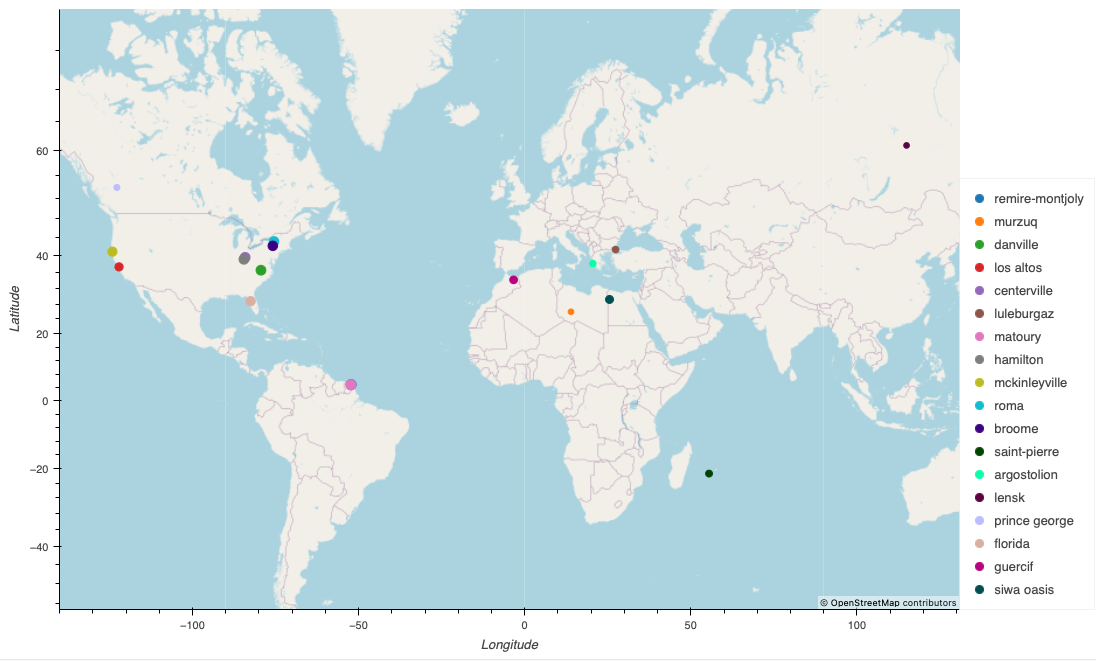 60
40
20
0
−20
−40
Latitude
−100
−50
0
50
100
Longitude
© OpenStreetMap contributors
remire-montjoly
murzuq
danville
los altos
centerville
luleburgaz
matoury
hamilton
mckinleyville
roma
broome
saint-pierre
argostolion
lensk
prince george
florida
guercif
siwa oasis